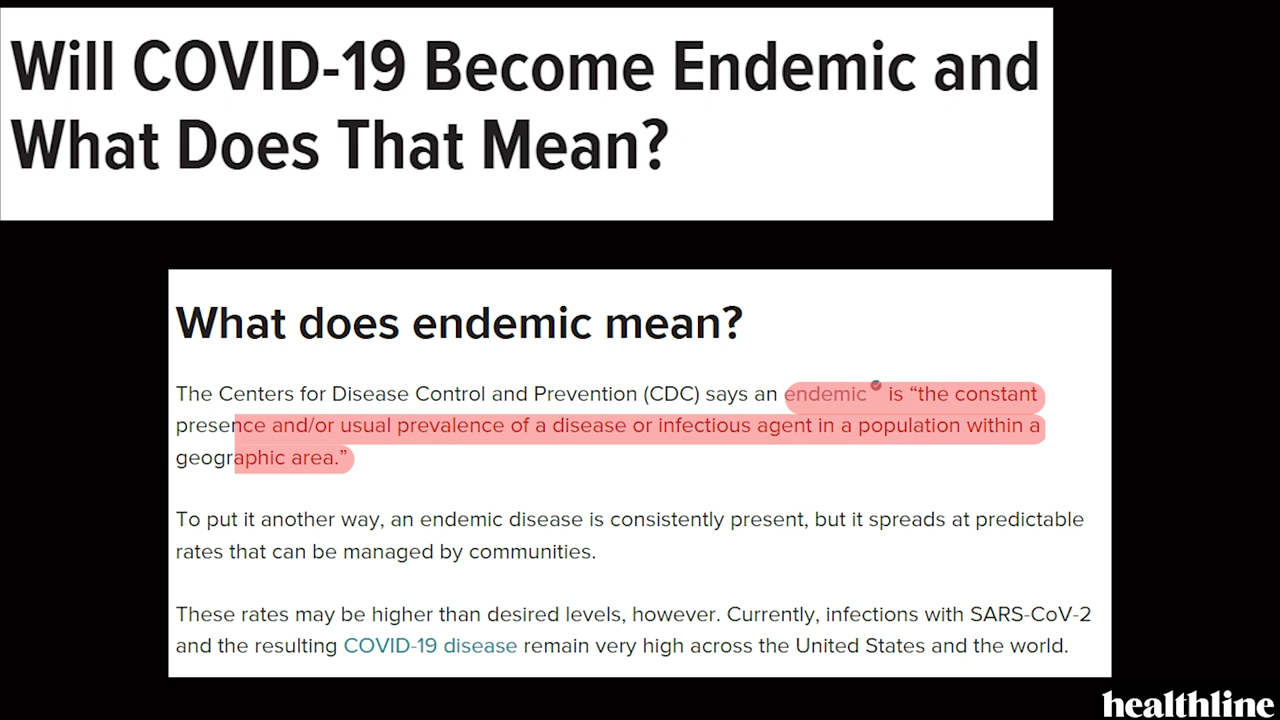 Will COVID-19 Become Endemic and
What Does That Mean?
What does endemic mean?
The Centers for Disease Control and Prevention (CDC) says an endemic is “the constant
presence and/or usual prevalence of a disease or infectious agent in a population within a
geographic area.”
To put it another way, an endemic disease is consistently present, but it spreads at predictable
rates that can be managed by communities.
These rates may be higher than desired levels, however. Currently, infections with SARS-CoV-2
and the resulting COVID-19 disease remain very high across the United States and the world.
healthline